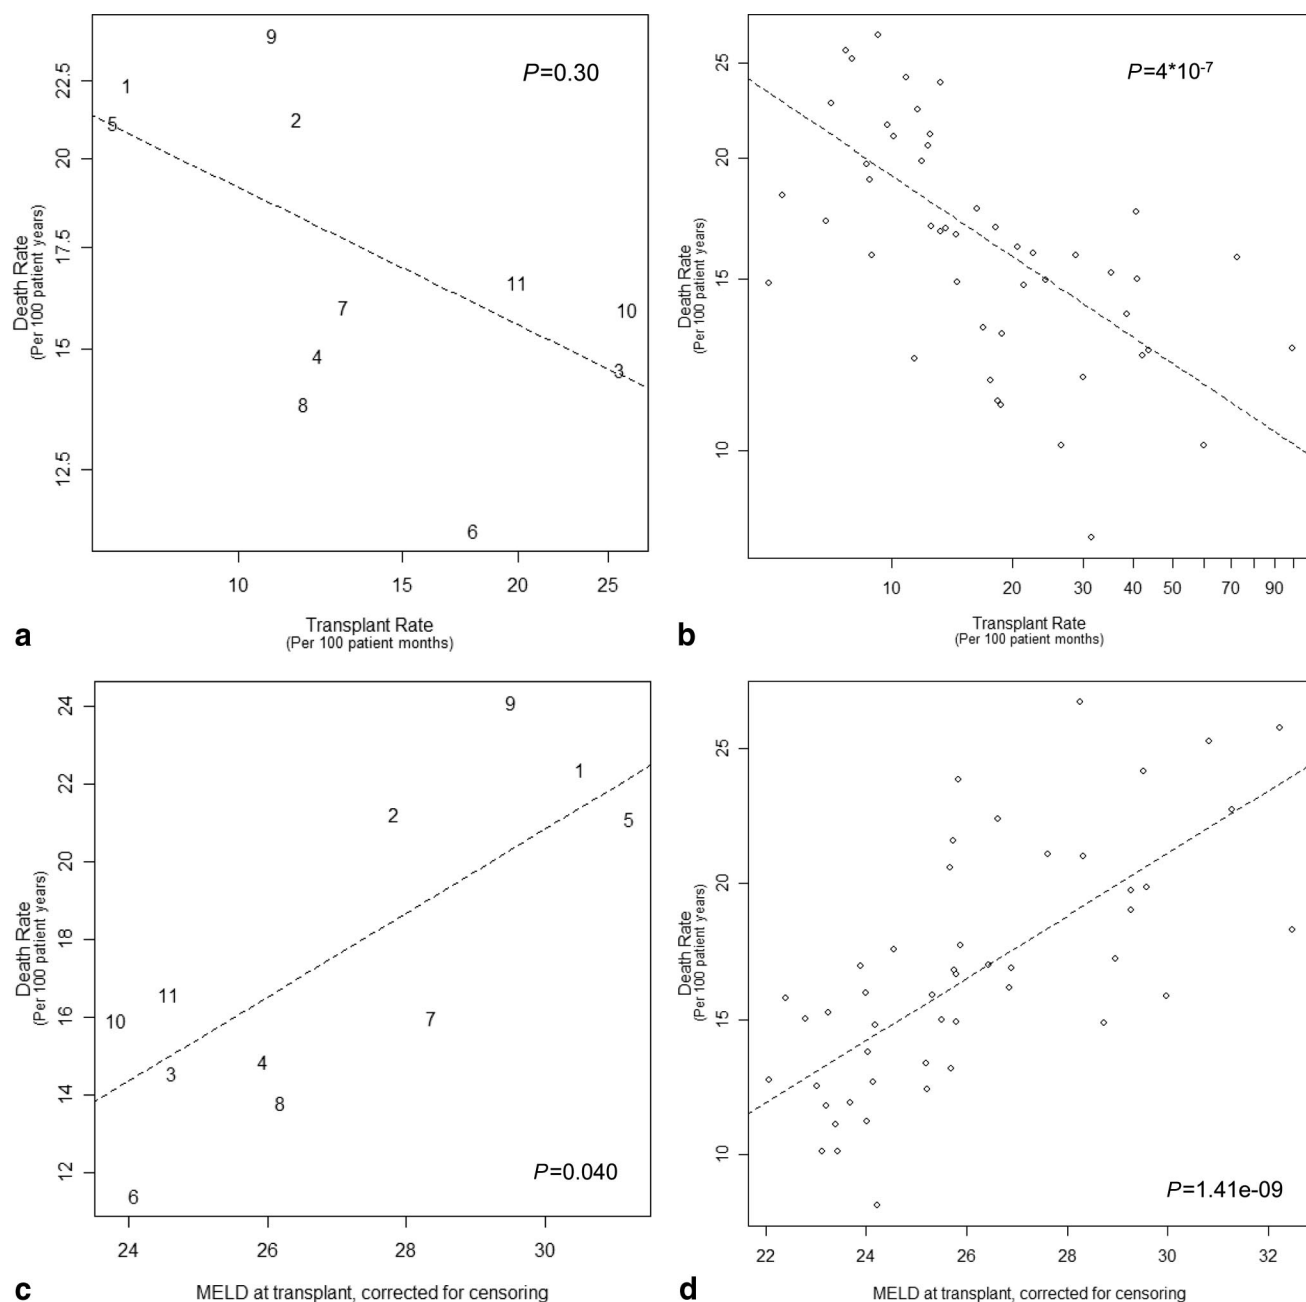 9
22.5
1
P=0.30
5
2
20
Death Rate
(Per 100 patient years)
17.5
11
10
7
15
4
3
8
12.5
6
10 15 20 25
Transplant Rate
(Per 100 patient months)
a
25
P=4*10-7
20
Death Rate
(Per 100 patient years)
15
10
10 20 30 40 50 70 90
Transplant Rate
(Per 100 patient months)
b
24
9
22
1
2
5
20
Death Rate
(Per 100 patient years)
18
11
16
10
7
4
3
14
8
P=0.040
12
6
24 26 28 30
MELD at transplant, corrected for censoring
c
25
20
Death Rate
(Per 100 patient years)
15
10
P=1.41e-09
22 24 26 28 30 32
MELD at transplant, corrected for censoring
d